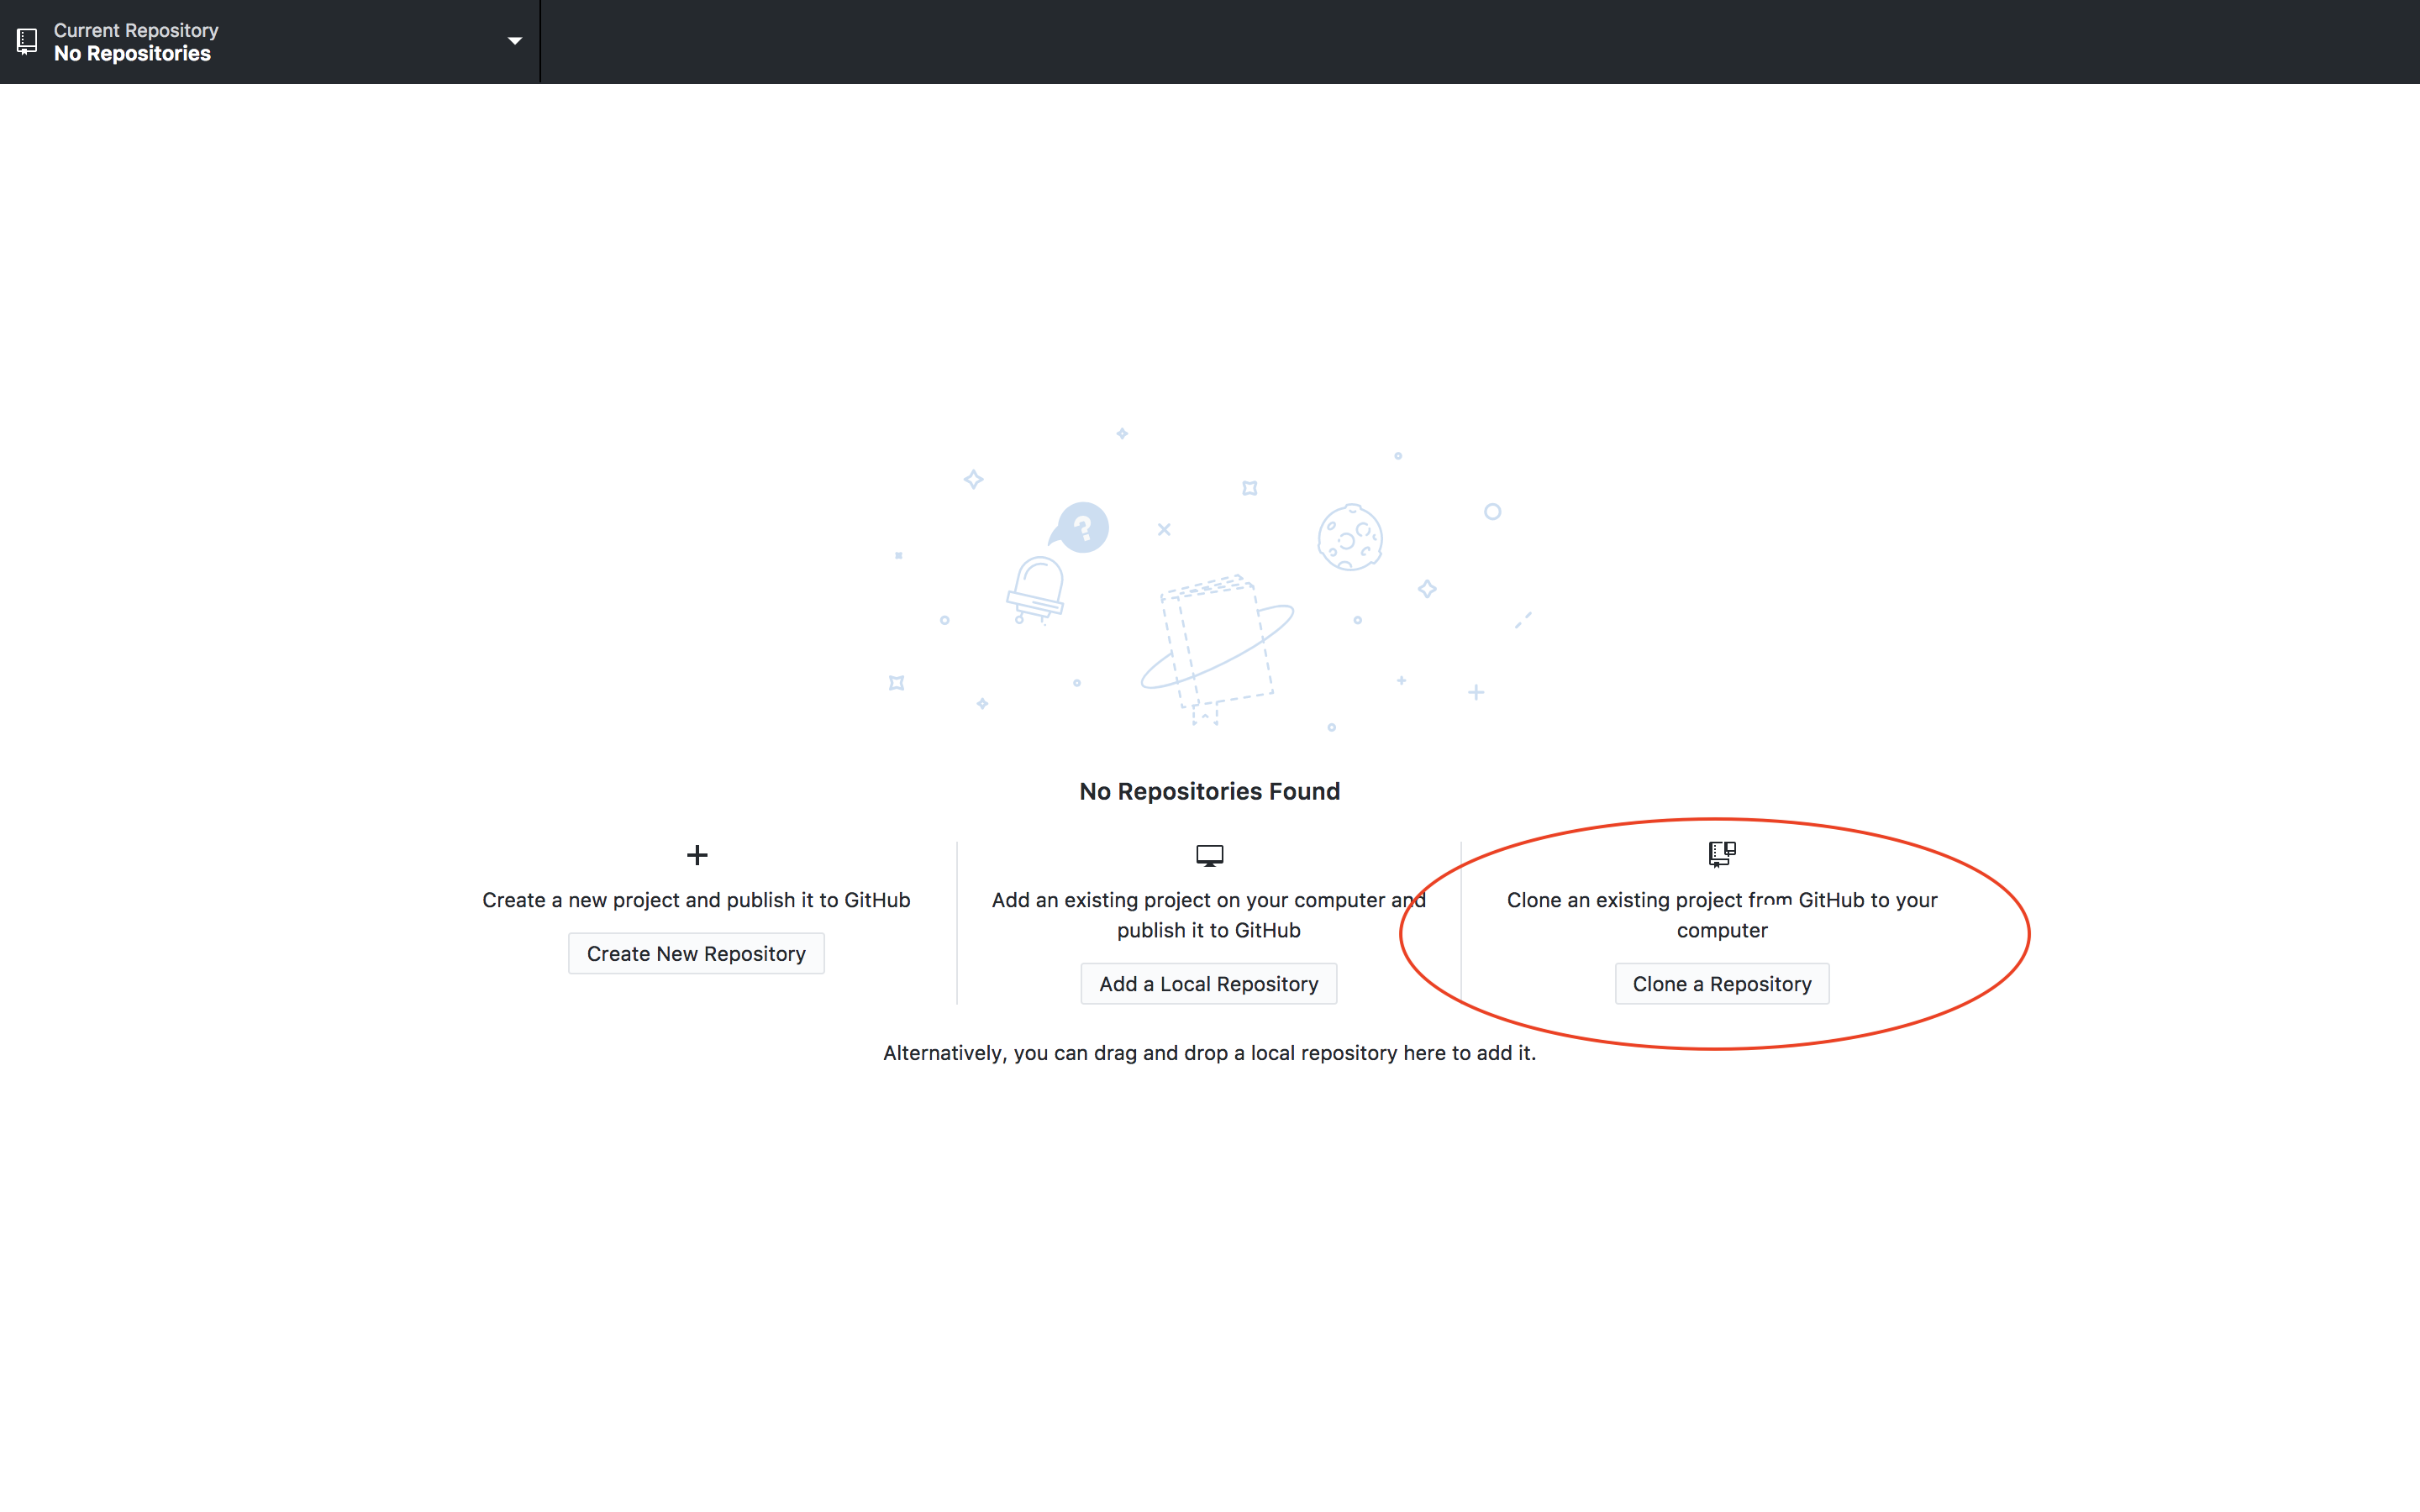 Current Repository
No Repositories
?
No Repositories Found
Create a new project and publish it to GitHub
Create New Repository
Add an existing project on your computer and
publish it to GitHub
Add a Local Repository
Clone an existing project from GitHub to your
computer
Clone a Repository
Alternatively, you can drag and drop a local repository here to add it.